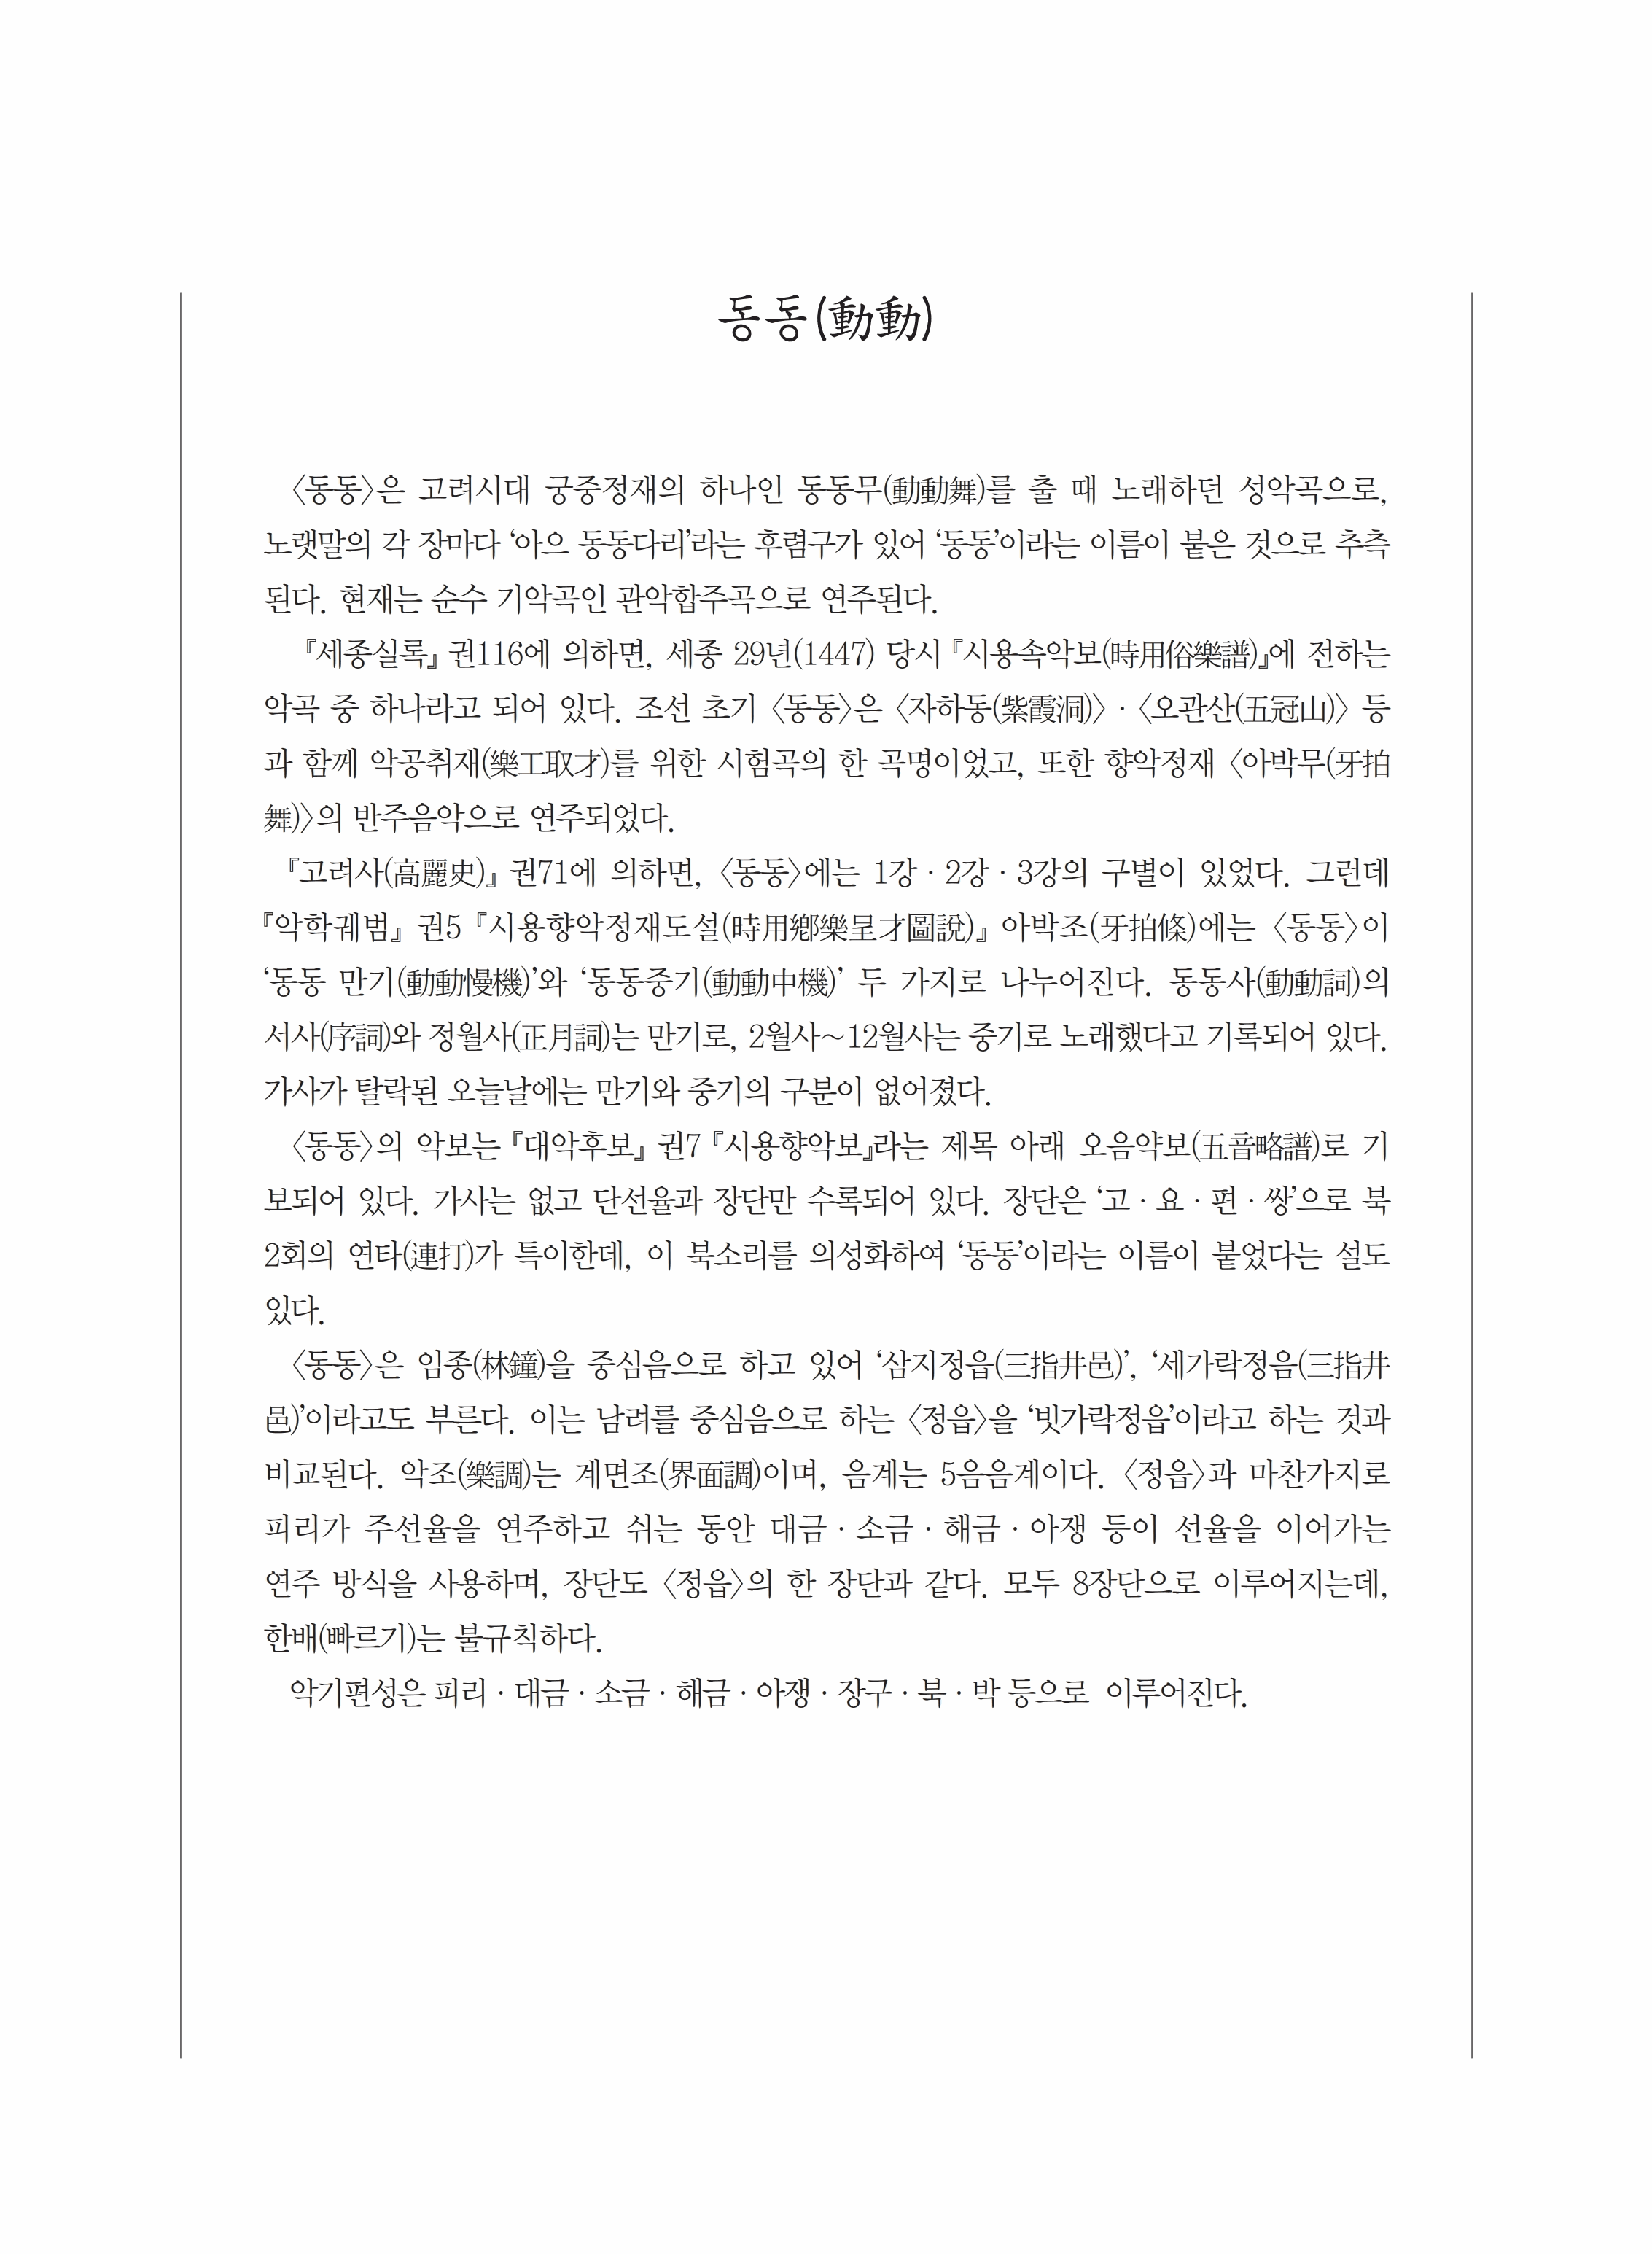 동동(動動)
〈동동〉은 고려시대 궁중정재의 하나인 동동무(動動舞)를 출 때 노래하던 성악곡으로,
노랫말의 각 장마다 ‘아으 동동다리’라는 후렴구가 있어 ‘동동’이라는 이름이 붙은 것으로 추측
된다. 현재는 순수 기악곡인 관악합주곡으로 연주된다.
『세종실록』 권116에 의하면, 세종 29년(1447) 당시 『시용속악보(時用俗樂譜)』에 전하는
악곡 중 하나라고 되어 있다. 조선 초기 〈동동〉은 〈자하동(紫霞洞)〉·〈오관산(五冠山)〉 등
과 함께 악공취재(樂工取才)를 위한 시험곡의 한 곡명이었고, 또한 향악정재 〈아박무(牙拍
舞)〉의 반주음악으로 연주되었다.
『고려사(高麗史)』 권71에 의하면, 〈동동〉에는 1강·2강·3강의 구별이 있었다. 그런데
『악학궤범』 권5 『시용향악정재도설(時用鄕樂呈才圖說)』 아박조(牙拍條)에는 〈동동〉이
‘동동 만기(動動慢機)’와 ‘동동중기(動動中機)’ 두 가지로 나누어진다. 동동사(動動詞)의
서사(序詞)와 정월사(正月詞)는 만기로, 2월사~12월사는 중기로 노래했다고 기록되어 있다.
가사가 탈락된 오늘날에는 만기와 중기의 구분이 없어졌다.
〈동동〉의 악보는 『대악후보』 권7 『시용향악보』라는 제목 아래 오음약보(五音略譜)로 기
보되어 있다. 가사는 없고 단선율과 장단만 수록되어 있다. 장단은 ‘고·요·편·쌍’으로 북
2회의 연타(連打)가 특이한데, 이 북소리를 의성화하여 ‘동동’이라는 이름이 붙었다는 설도
있다.
〈동동〉은 임종(林鐘)을 중심음으로 하고 있어 ‘삼지정읍(三指井邑)’, ‘세가락정음(三指井
邑)’이라고도 부른다. 이는 남려를 중심음으로 하는 〈정읍〉을 ‘빗가락정읍’이라고 하는 것과
비교된다. 악조(樂調)는 계면조(界面調)이며, 음계는 5음음계이다. 〈정읍〉과 마찬가지로
피리가 주선율을 연주하고 쉬는 동안 대금·소금·해금·아쟁 등이 선율을 이어가는
연주 방식을 사용하며, 장단도 〈정읍〉의 한 장단과 같다. 모두 8장단으로 이루어지는데,
한배(빠르기)는 불규칙하다.
악기편성은 피리·대금·소금·해금·아쟁·장구·북·박 등으로 이루어진다.